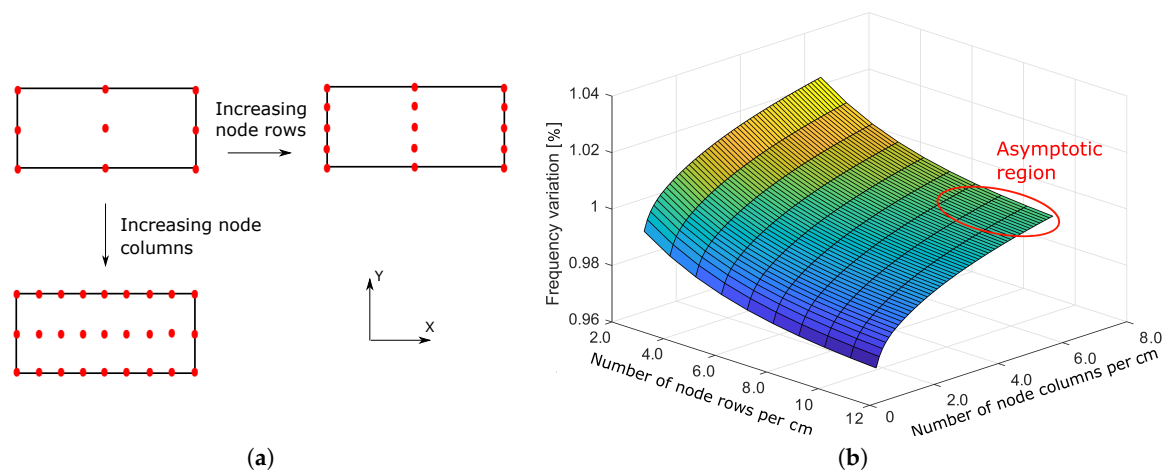 Increasing
node rows
Increasing node
columns
Y
X
(a)
Frequency variation [%]
1.04
1.02
1
0.98
0.96
Asymptotic
region
2.0
4.0
6.0
8.0
10
12
Number of node rows per cm
0
2.0
4.0
6.0
8.0
Number of node columns per cm
(b)